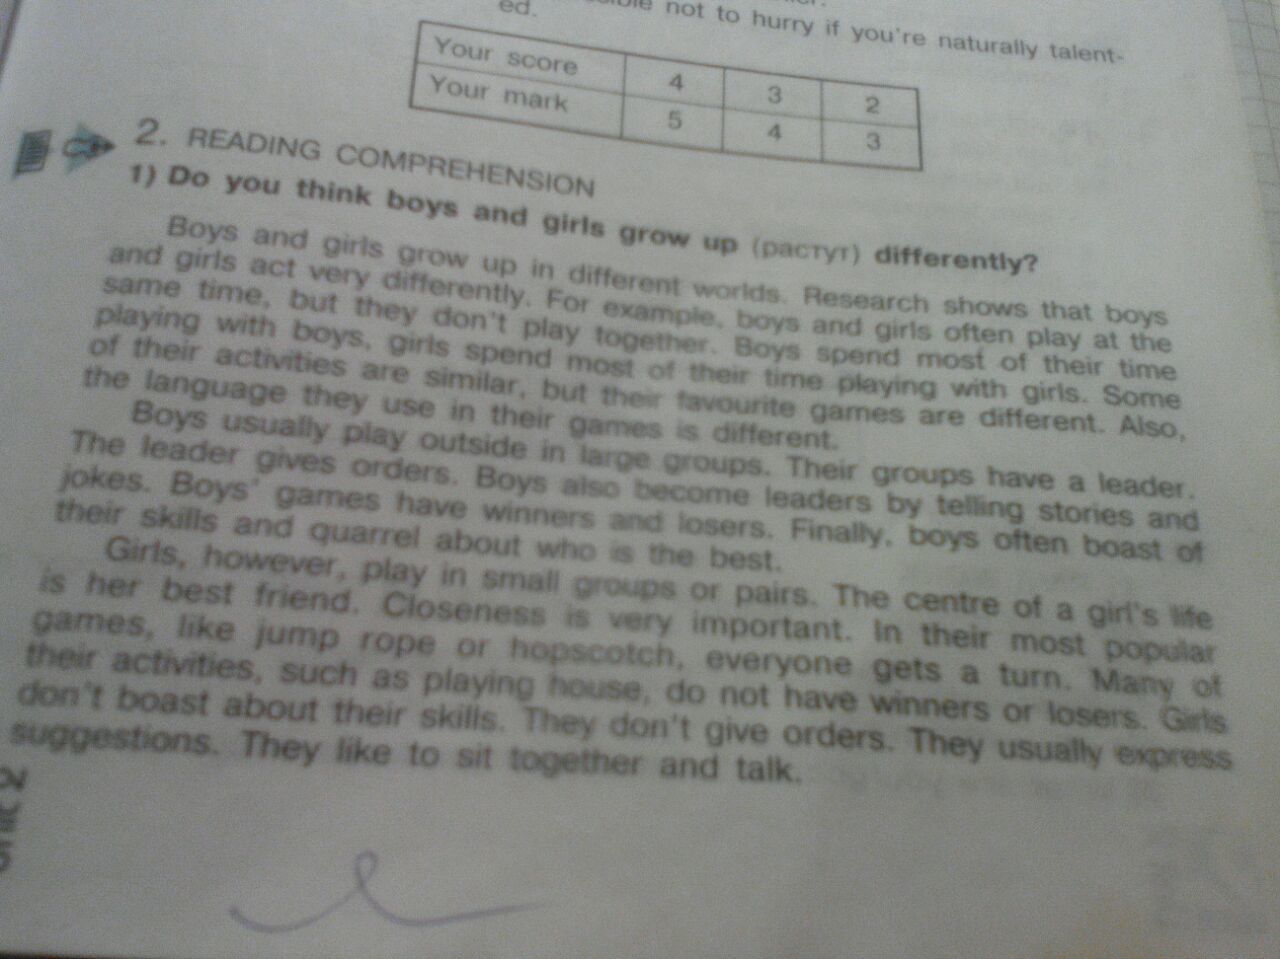 not to hurry if you're naturally talent-
ed.
Your score 4 3 2
Your mark 5 4 3
2. READING COMPREHENSION
1) Do you think boys and girls grow up (растут) differently?
Boys and girls grow up in different worlds. Research shows that boys
and girls act very differently. For example, boys and girls often play at the
same time, but they don't play together. Boys spend most of their time
playing with boys, girls spend most of their time playing with girls. Some
of their activities are similar, but their favourite games are different. Also,
the language they use in their games is different.
Boys usually play outside in large groups. Their groups have a leader.
The leader gives orders. Boys also become leaders by telling stories and
jokes. Boys' games have winners and losers. Finally, boys often boast of
their skills and quarrel about who is the best.
Girls, however, play in small groups or pairs. The centre of a girl's life
is her best friend. Closeness is very important. In their most popular
games, like jump rope or hopscotch, everyone gets a turn. Many of
their activities, such as playing house, do not have winners or losers. Girls
don't boast about their skills. They don't give orders. They usually express
suggestions. They like to sit together and talk.